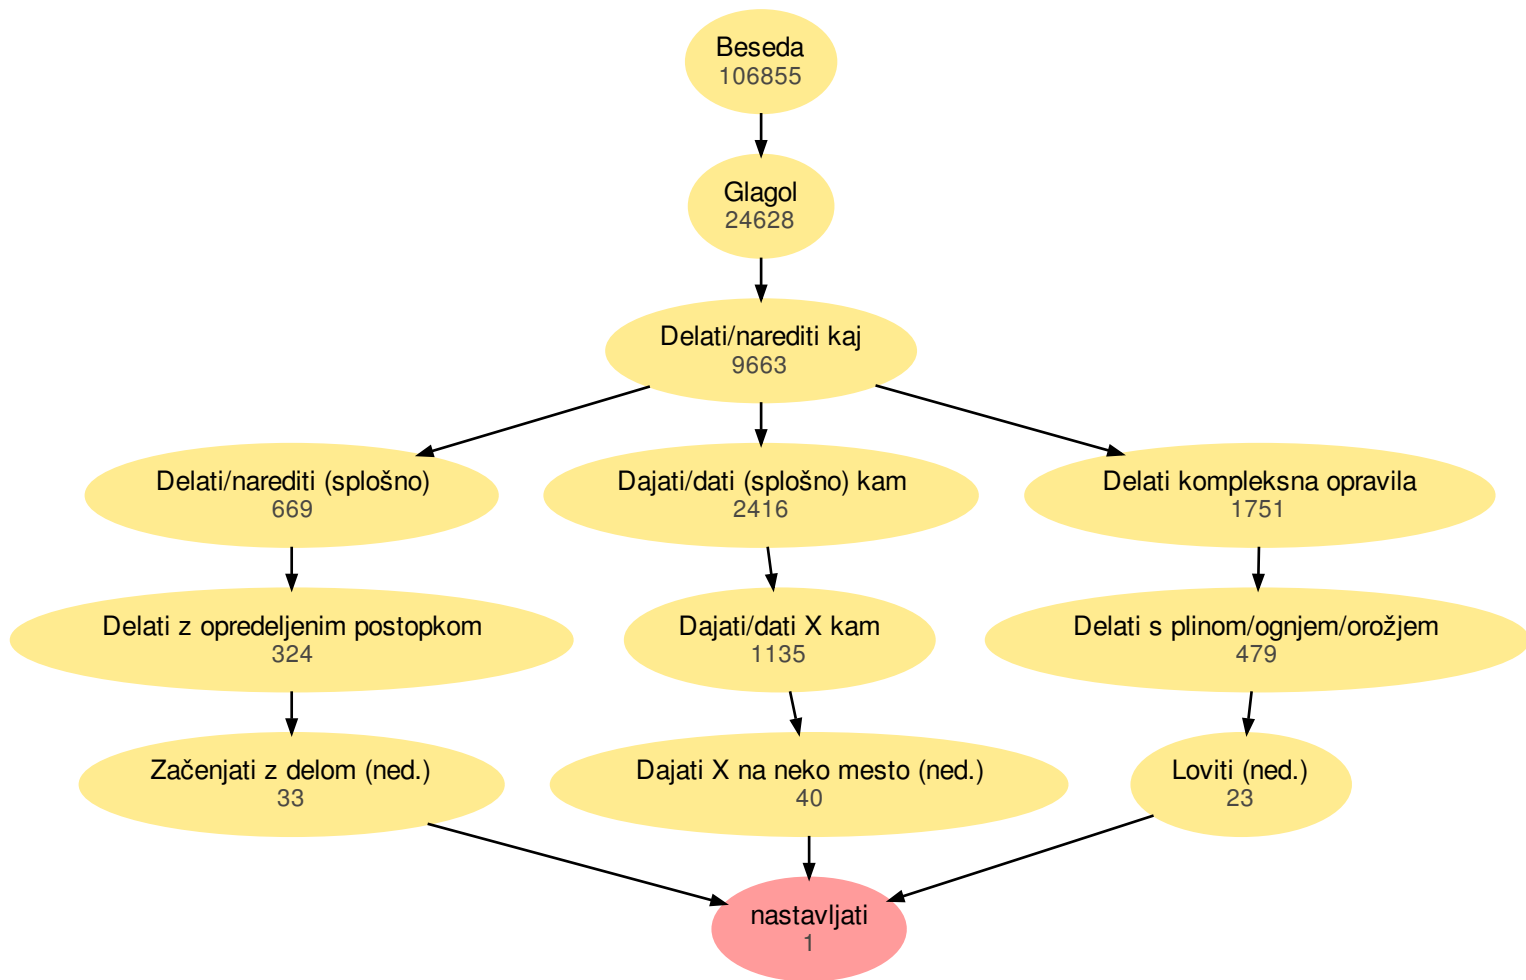 Beseda
106855
Glagol
24628
Delati/narediti kaj
9663
Delati/narediti (splošno)
669
Dajati/dati (splošno) kam
2416
Delati kompleksna opravila
1751
Delati z opredeljenim postopkom
324
Dajati/dati X kam
1135
Delati s plinom/ognjem/orožjem
479
Začenjati z delom (ned.)
33
Dajati X na neko mesto (ned.)
40
Loviti (ned.)
23
nastavljati
1